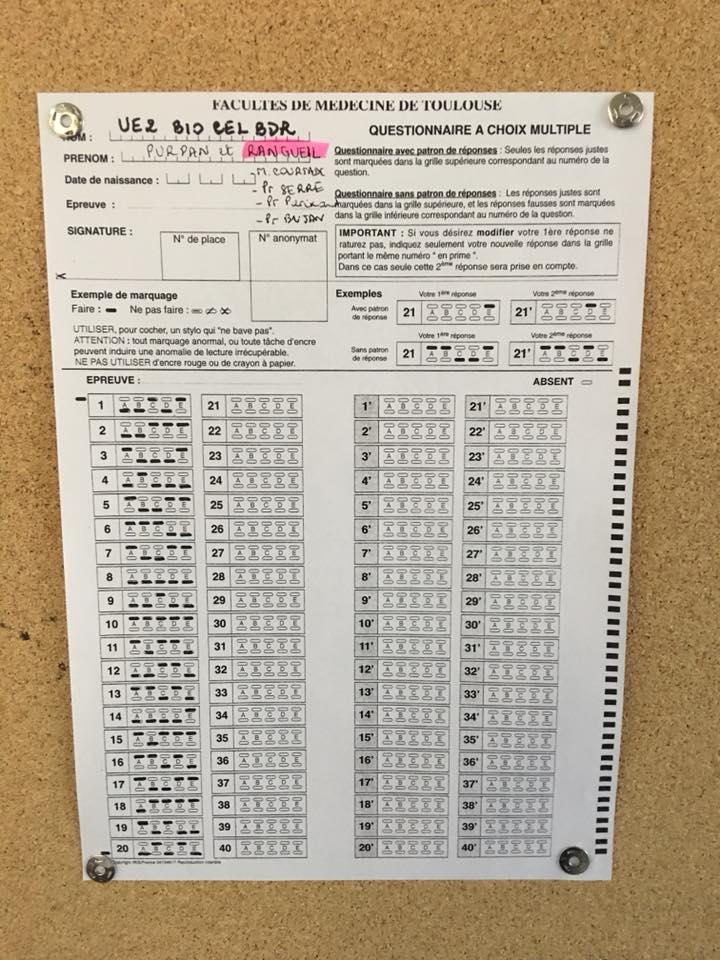 FACULTES DE MEDECINE DE TOULOUSE
NOM : UE2 BIO CEL BDR
PRENOM : PURPAN et RANGUEIL
Date de naissance :
- M. COURTADE
- Pr SERRE
Epreuve :
- Pr BUJAN
SIGNATURE :
N° de place
N° anonymat
QUESTIONNAIRE A CHOIX MULTIPLE
Questionnaire avec patron de réponses : Seules les réponses justes
sont marquées dans la grille supérieure correspondant au numéro de la
question.
Questionnaire sans patron de réponses : Les réponses justes sont
marquées dans la grille supérieure, et les réponses fausses sont marquées
dans la grille inférieure correspondant au numéro de la question.
IMPORTANT : Si vous désirez modifier votre 1ère réponse ne
raturez pas, indiquez seulement votre nouvelle réponse dans la grille
portant le même numéro " en prime ".
Dans ce cas seule cette 2ème réponse sera prise en compte.
Exemple de marquage
Faire : Ne pas faire :
UTILISER, pour cocher, un stylo qui "ne bave pas".
ATTENTION : tout marquage anormal, ou toute tâche d'encre
peuvent induire une anomalie de lecture irrécupérable.
NE PAS UTILISER d'encre rouge ou de crayon à papier.
Exemples
Votre 1ère réponse
Votre 2ème réponse
Avec patron
de réponse
21 A B C D E
21' A B C D E
Votre 1ère réponse
Votre 2ème réponse
Sans patron
de réponse
21 A B C D E
21' A B C D E
EPREUVE :
ABSENT
1 A B C D E 21 A B C D E 1' A B C D E 21' A B C D E
2 A B C D E 22 A B C D E 2' A B C D E 22' A B C D E
3 A B C D E 23 A B C D E 3' A B C D E 23' A B C D E
4 A B C D E 24 A B C D E 4' A B C D E 24' A B C D E
5 A B C D E 25 A B C D E 5' A B C D E 25' A B C D E
6 A B C D E 26 A B C D E 6' A B C D E 26' A B C D E
7 A B C D E 27 A B C D E 7' A B C D E 27' A B C D E
8 A B C D E 28 A B C D E 8' A B C D E 28' A B C D E
9 A B C D E 29 A B C D E 9' A B C D E 29' A B C D E
10 A B C D E 30 A B C D E 10' A B C D E 30' A B C D E
11 A B C D E 31 A B C D E 11' A B C D E 31' A B C D E
12 A B C D E 32 A B C D E 12' A B C D E 32' A B C D E
13 A B C D E 33 A B C D E 13' A B C D E 33' A B C D E
14 A B C D E 34 A B C D E 14' A B C D E 34' A B C D E
15 A B C D E 35 A B C D E 15' A B C D E 35' A B C D E
16 A B C D E 36 A B C D E 16' A B C D E 36' A B C D E
17 A B C D E 37 A B C D E 17' A B C D E 37' A B C D E
18 A B C D E 38 A B C D E 18' A B C D E 38' A B C D E
19 A B C D E 39 A B C D E 19' A B C D E 39' A B C D E
20 A B C D E 40 A B C D E 20' A B C D E 40' A B C D E
Reproduction interdite